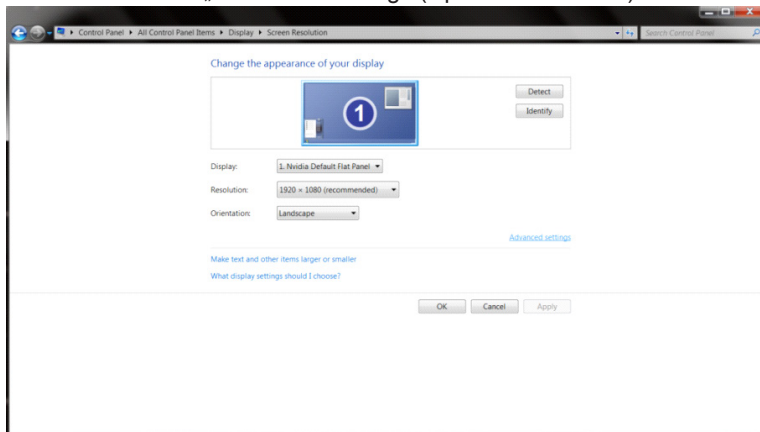 Control Panel ▸ All Control Panel Items ▸ Display ▸ Screen Resolution
Search Control Panel
Change the appearance of your display
1
Detect
Identify
Display: 1. Nvidia Default Flat Panel
Resolution: 1920 × 1080 (recommended)
Orientation: Landscape
Advanced settings
Make text and other items larger or smaller
What display settings should I choose?
OK Cancel Apply